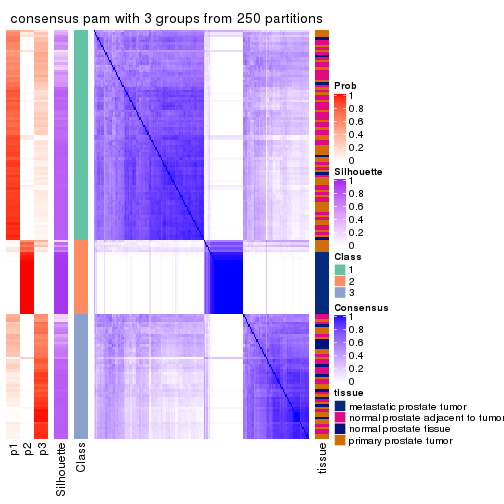 consensus pam with 3 groups from 250 partitions
Prob
1
0.8
0.6
0.4
0.2
0
Silhouette
1
0.8
0.6
0.4
0.2
0
Class
1
2
3
Consensus
1
0.8
0.6
0.4
0.2
0
tissue
metastatic prostate tumor
normal prostate adjacent to tumor
normal prostate tissue
primary prostate tumor
p1
p2
p3
Silhouette
Class
tissue